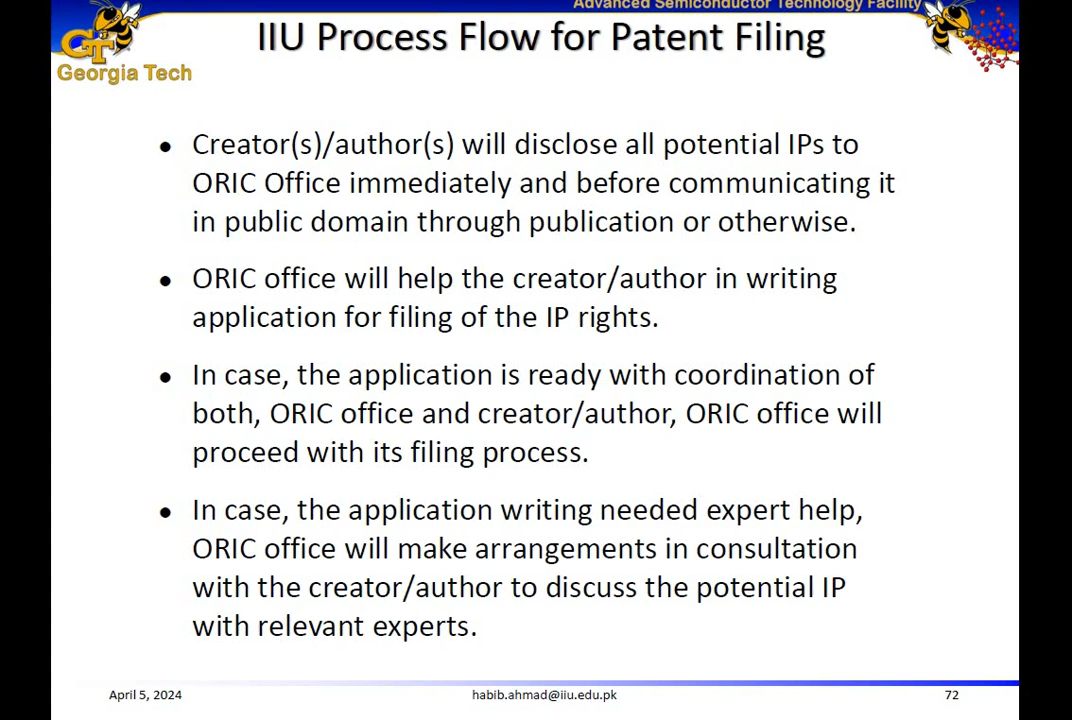 Advanced Semiconductor Technology Facility
GT
Georgia Tech
IIU Process Flow for Patent Filing
• Creator(s)/author(s) will disclose all potential IPs to
ORIC Office immediately and before communicating it
in public domain through publication or otherwise.
• ORIC office will help the creator/author in writing
application for filing of the IP rights.
• In case, the application is ready with coordination of
both, ORIC office and creator/author, ORIC office will
proceed with its filing process.
• In case, the application writing needed expert help,
ORIC office will make arrangements in consultation
with the creator/author to discuss the potential IP
with relevant experts.
April 5, 2024
habib.ahmad@iiu.edu.pk
72